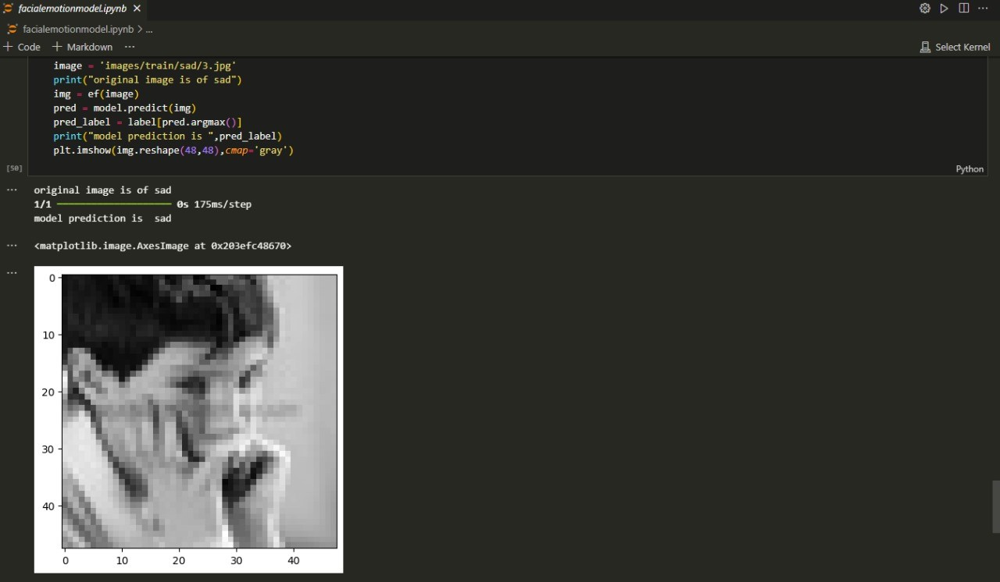 facialemotionmodel.ipynb ×
facialemotionmodel.ipynb > ...
+ Code + Markdown ... Select Kernel
image = 'images/train/sad/3.jpg'
print("original image is of sad")
img = ef(image)
pred = model.predict(img)
pred_label = label[pred.argmax()]
print("model prediction is ",pred_label)
plt.imshow(img.reshape(48,48),cmap='gray')
[50] Python
original image is of sad
1/1 ━━━━━━━━━━━━━━━━━━━━ 0s 175ms/step
model prediction is  sad
<matplotlib.image.AxesImage at 0x203efc48670>
0
10
20
30
40
0 10 20 30 40